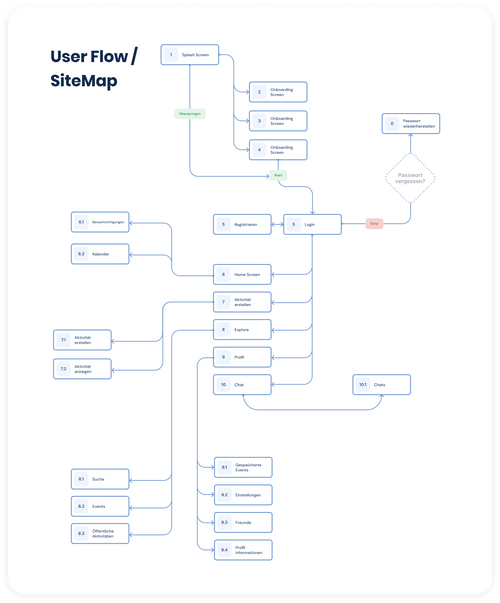 User Flow /
SiteMap
1 Splash Screen
2 Onboarding
Screen
3 Onboarding
Screen
4 Onboarding
Screen
Überspringen
Start
0 Passwort
wiederherstellen
Passwort
vergessen?
Error
5 Registrieren
5 Login
6.1 Benachrichtigungen
6.2 Kalender
6 Home Screen
7 Aktivität
erstellen
8 Explore
9 Profil
10 Chat
10.1 Chats
7.1 Aktivität
erstellen
7.2 Aktivität
anzeigen
8.1 Suche
8.2 Events
8.3 Öffentliche
Aktivitäten
9.1 Gespeicherte
Events
9.2 Einstellungen
9.3 Freunde
9.4 Profil
Informationen